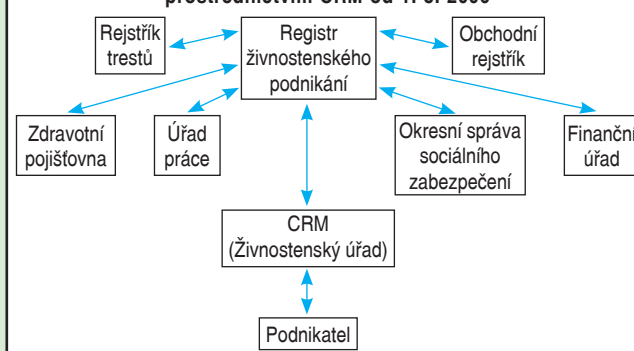 Rejstřík
trestů
Registr
živnostenského
podnikání
Obchodní
rejstřík
Zdravotní
pojišťovna
Úřad
práce
Okresní správa
sociálního
zabezpečení
Finanční
úřad
CRM
(Živnostenský úřad)
Podnikatel